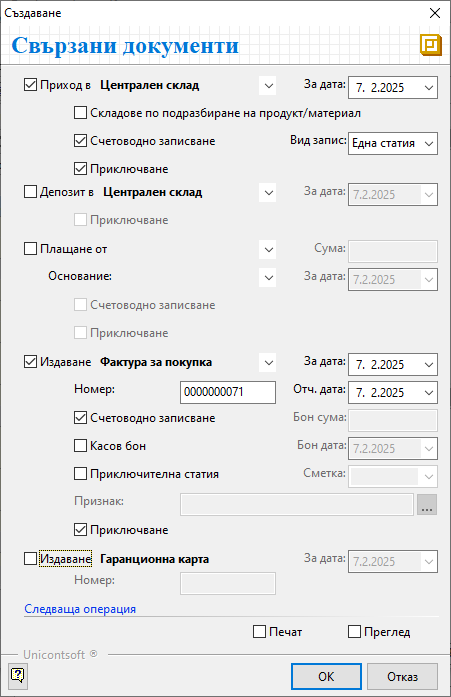 Създаване
Свързани документи
Приход в Централен склад За дата: 7. 2.2025
Складове по подразбиране на продукт/материал
Счетоводно записване Вид запис: Една статия
Приключване
Депозит в Централен склад За дата: 7.2.2025
Приключване
Плащане от Сума:
Основание: За дата: 7.2.2025
Счетоводно записване
Приключване
Издаване Фактура за покупка За дата: 7. 2.2025
Номер: 0000000071 Отч. дата: 7. 2.2025
Счетоводно записване Бон сума:
Касов бон Бон дата: 7.2.2025
Приключителна статия Сметка:
Признак: ...
Приключване
Издаване Гаранционна карта За дата: 7.2.2025
Номер:
Следваща операция
Печат Преглед
Unicontsoft ®
ОК Отказ